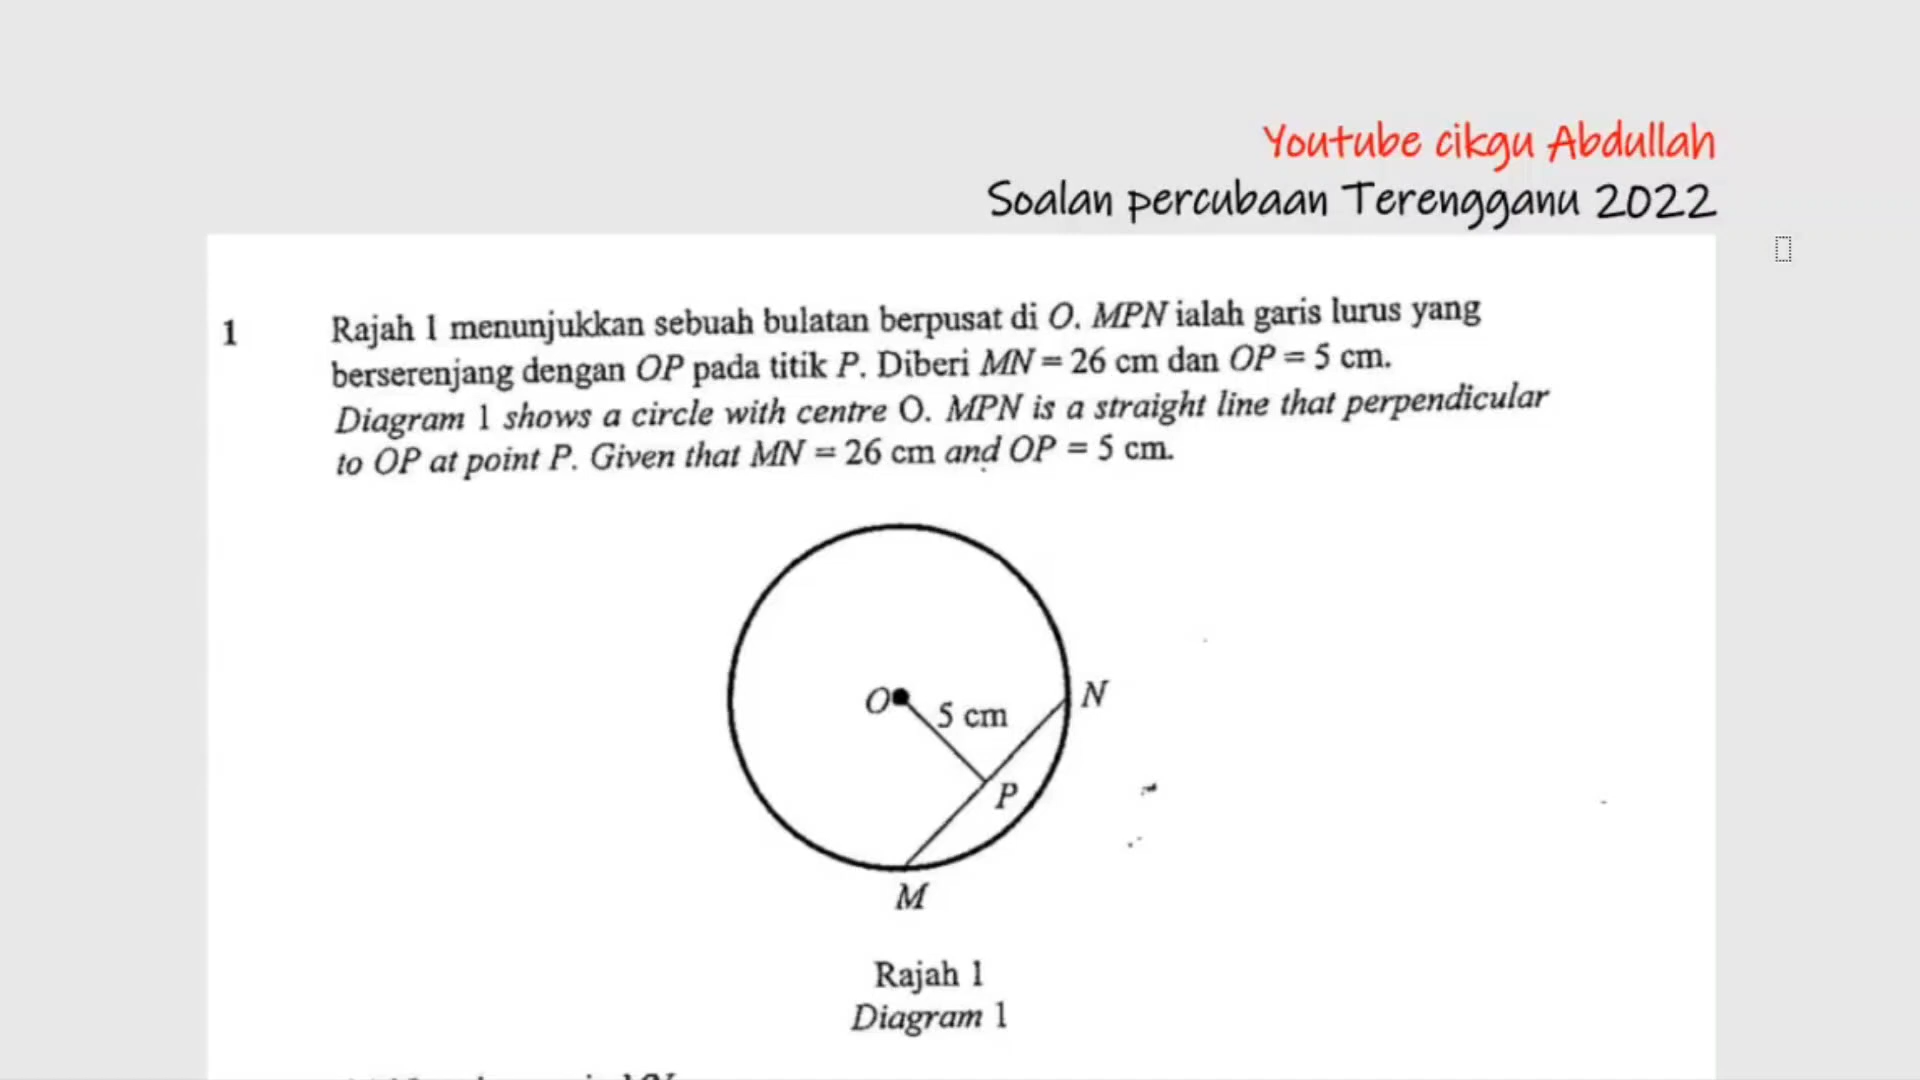 Youtube cikgu Abdullah
Soalan percubaan Terengganu 2022
1 Rajah 1 menunjukkan sebuah bulatan berpusat di O. MPN ialah garis lurus yang
berserenjang dengan OP pada titik P. Diberi MN = 26 cm dan OP = 5 cm.
Diagram 1 shows a circle with centre O. MPN is a straight line that perpendicular
to OP at point P. Given that MN = 26 cm and OP = 5 cm.
O
5 cm
N
P
M
Rajah 1
Diagram 1